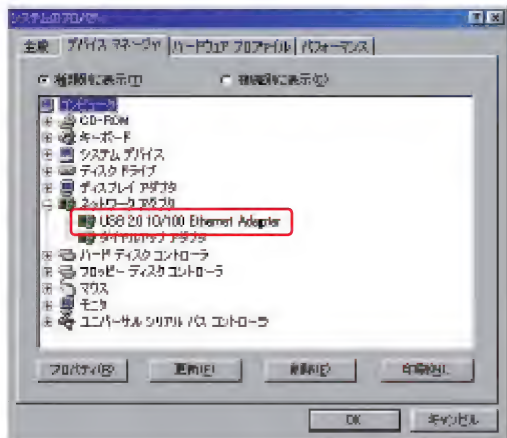 システムのプロパティ
全般 デバイス マネージャ ハードウェア プロファイル パフォーマンス
種類別に表示(T) 接続別に表示(C)
コンピュータ
CD-ROM
キーボード
システム デバイス
ディスク ドライブ
ディスプレイ アダプタ
ネットワーク アダプタ
USB 2.0 10/100 Ethernet Adapter
ダイヤルアップ アダプタ
ハード ディスク コントローラ
フロッピー ディスク コントローラ
マウス
モニタ
ユニバーサル シリアル バス コントローラ
プロパティ(R) 更新(F) 削除(E) 印刷(N)...
OK キャンセル